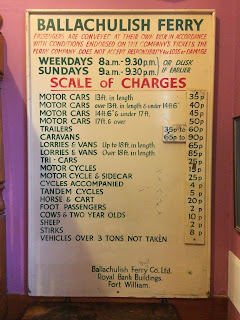 BALLACHULISH FERRY
PASSENGERS ARE CONVEYED AT THEIR OWN RISK IN ACCORDANCE
WITH CONDITIONS ENDORSED ON THE COMPANY'S TICKETS. THE
FERRY COMPANY DOES NOT ACCEPT RESPONSIBILITY for LOSS or DAMAGE
WEEKDAYS 8 a.m. - 9.30 p.m. OR DUSK
SUNDAYS 9 a.m. - 9.30 p.m. IF EARLIER
SCALE OF CHARGES
MOTOR CARS 13ft. in length 35p
MOTOR CARS over 13ft. in length & under 14ft6" 40p
MOTOR CARS 14ft.6" & under 17ft. 45p
MOTOR CARS 17ft. & over 50p
TRAILERS 35p to 60p
CARAVANS 65p to 90p
LORRIES & VANS Up to 18ft. in length 65p
LORRIES & VANS Over 18ft. in length 85p
TRI-CARS 25p
MOTOR CYCLES 15p
MOTOR CYCLE & SIDECAR 25p
CYCLES ACCOMPANIED 4p
TANDEM CYCLES 5p
HORSE & CART 20p
FOOT PASSENGERS 2p
COWS & TWO YEAR OLDS 10p
SHEEP 2p
STIRKS 8p
VEHICLES OVER 3 TONS NOT TAKEN
Ballachulish Ferry Co. Ltd.
Royal Bank Buildings,
Fort William.